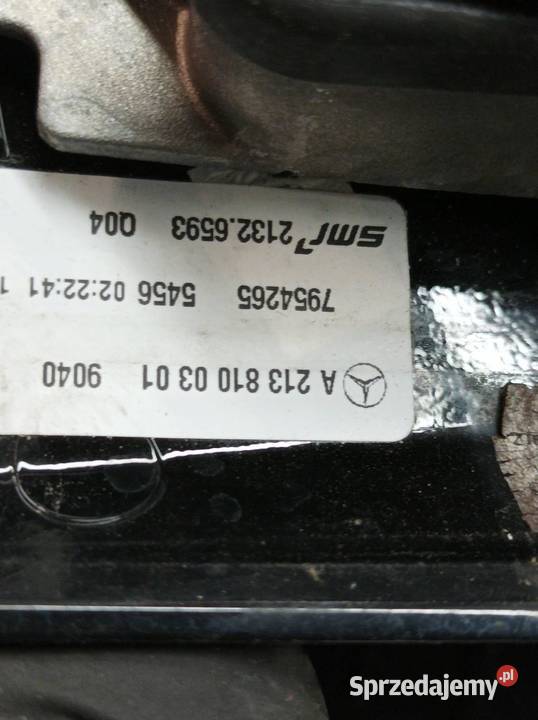 A 213 810 03 01 9040
7954265 5456 02:22:41
smr 2132.6593 Q04
Sprzedajemy.pl